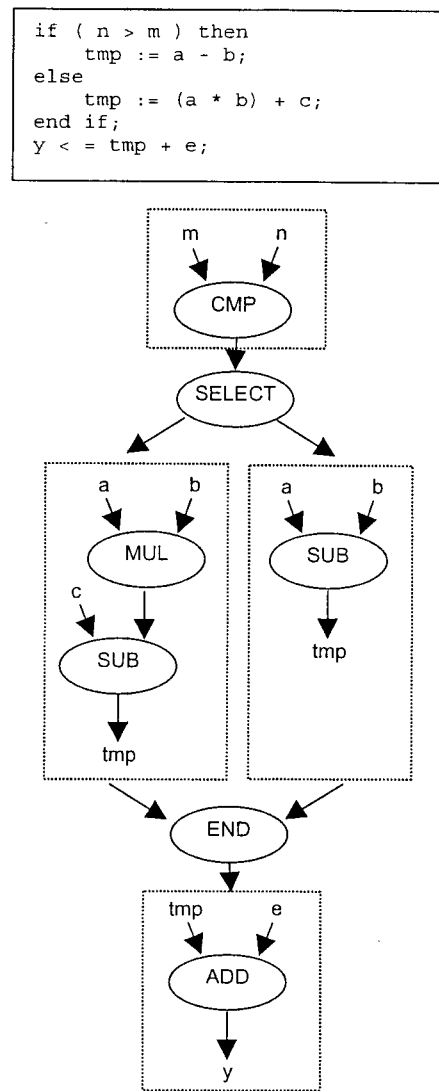 if ( n > m ) then
    tmp := a - b;
else
    tmp := (a * b) + c;
end if;
y < = tmp + e;
m n
CMP
SELECT
a b a b
MUL SUB
c
SUB tmp
tmp
END
tmp e
ADD
y